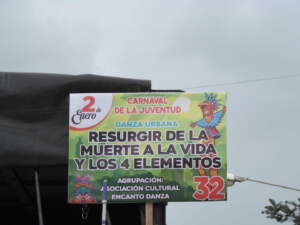 2 de
Enero
CARNAVAL
DE LA JUVENTUD
DANZA URBANA
RESURGIR DE LA
MUERTE A LA VIDA
Y LOS 4 ELEMENTOS
AGRUPACIÓN:
ASOCIACIÓN CULTURAL
ENCANTO DANZA
32